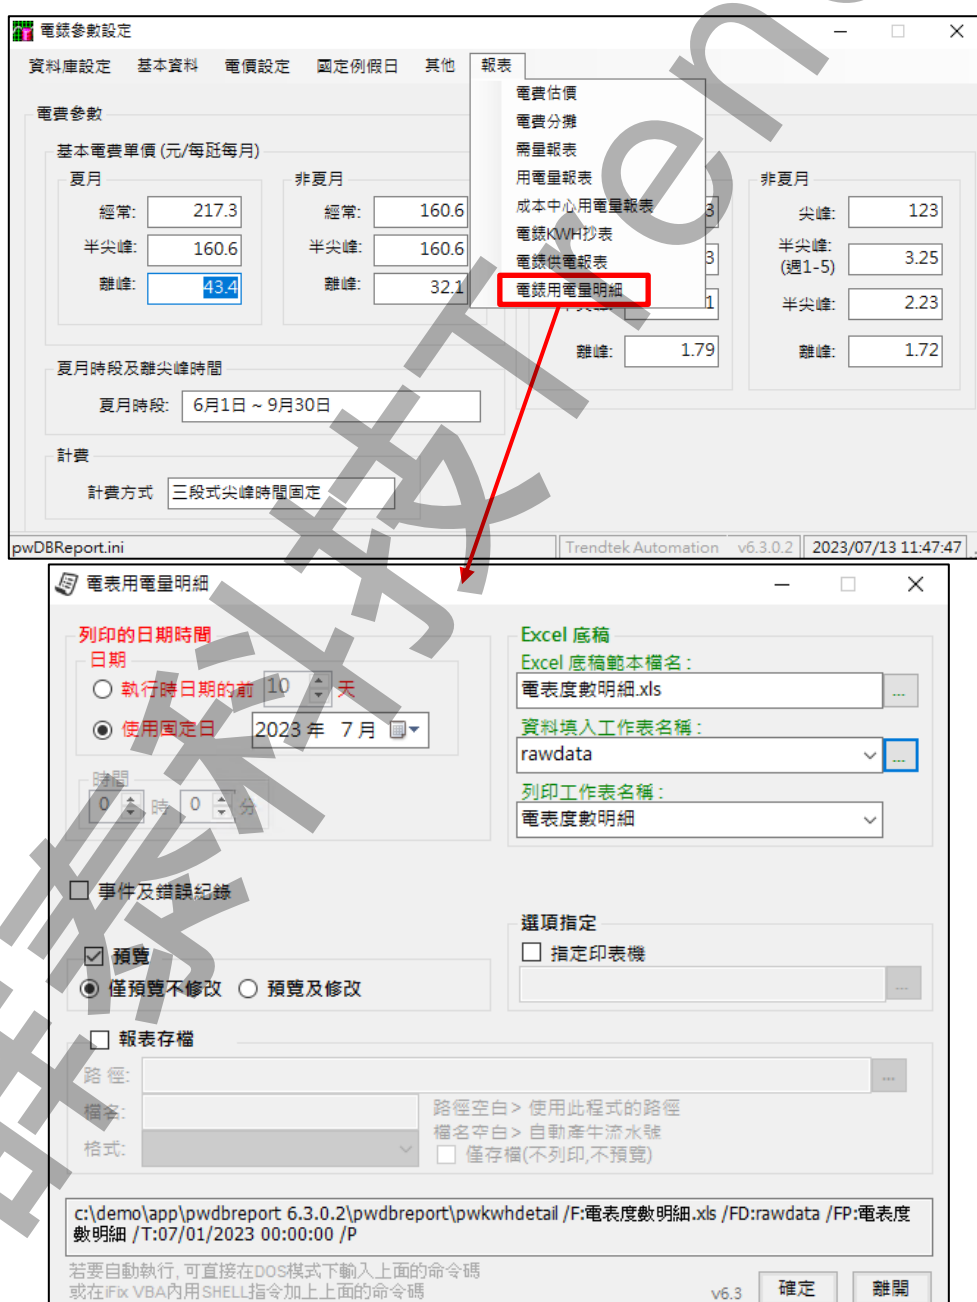 電錶參數設定
資料庫設定 基本資料 電價設定 國定例假日 其他 報表
電費估價
電費分攤
需量報表
用電量報表
成本中心用電量報表
電錶KWH抄表
電錶供電報表
電錶用電量明細
電費參數
基本電費單價 (元/每瓩每月)
夏月
經常: 217.3
半尖峰: 160.6
離峰: 43.4
非夏月
經常: 160.6
半尖峰: 160.6
離峰: 32.1
3
3
1
離峰: 1.79
非夏月
尖峰: 123
半尖峰:
(週1-5) 3.25
半尖峰: 2.23
離峰: 1.72
夏月時段及離尖峰時間
夏月時段: 6月1日 ~ 9月30日
計費
計費方式 三段式尖峰時間固定
pwDBReport.ini Trendtek Automation v6.3.0.2 2023/07/13 11:47:47
電表用電量明細
列印的日期時間
日期
執行時日期的前 10 天
使用固定日 2023 年 7 月
時間
0 時 0 分
Excel 底稿
Excel 底稿範本檔名 :
電表度數明細.xls ...
資料填入工作表名稱 :
rawdata ...
列印工作表名稱 :
電表度數明細
事件及錯誤紀錄
預覽
僅預覽不修改 預覽及修改
選項指定
指定印表機
...
報表存檔
路 徑: ...
檔名:
格式:
路徑空白> 使用此程式的路徑
檔名空白> 自動產生流水號
僅存檔(不列印,不預覽)
c:\demo\app\pwdbreport 6.3.0.2\pwdbreport\pwkwhdetail /F:電表度數明細.xls /FD:rawdata /FP:電表度
數明細 /T:07/01/2023 00:00:00 /P
若要自動執行, 可直接在DOS模式下輸入上面的命令碼
或在iFix VBA內用SHELL指令加上上面的命令碼
v6.3 確定 離開